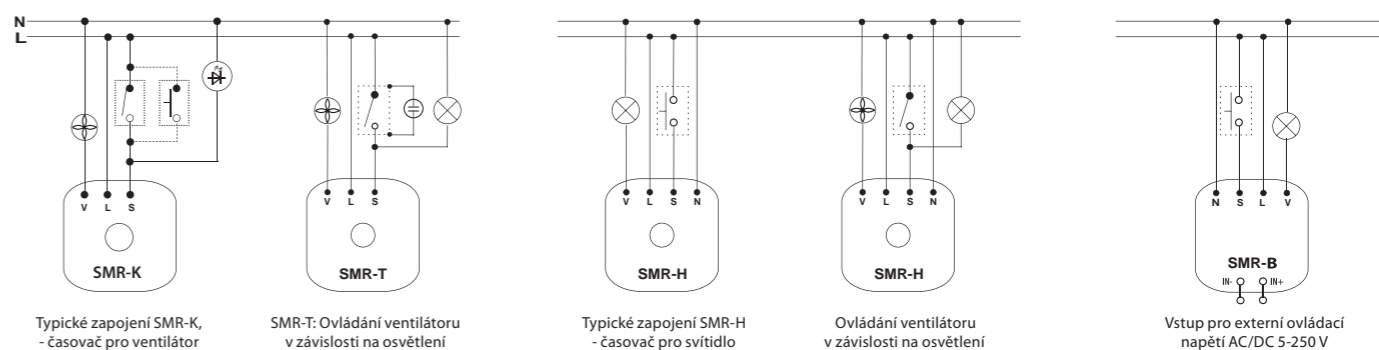 N
L
V L S
SMR-K
Typické zapojení SMR-K,
- časovač pro ventilátor
V L S
SMR-T
SMR-T: Ovládání ventilátoru
v závislosti na osvětlení
V L S N
SMR-H
Typické zapojení SMR-H
- časovač pro svítidlo
V L S N
SMR-H
Ovládání ventilátoru
v závislosti na osvětlení
N S L V
SMR-B
IN- IN+
Vstup pro externí ovládací
napětí AC/DC 5-250 V